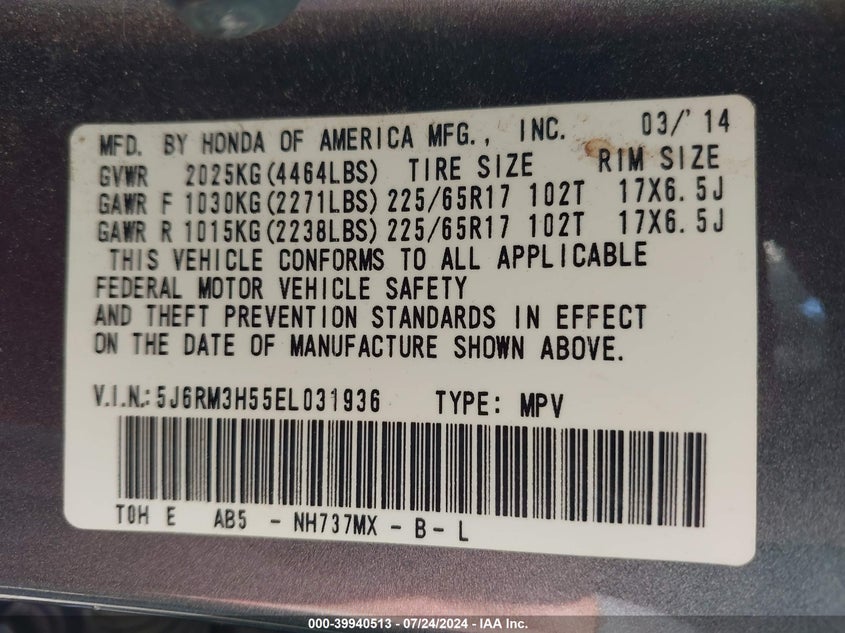 MFD. BY HONDA OF AMERICA MFG., INC. 03/'14
GVWR 2025KG(4464LBS) TIRE SIZE RIM SIZE
GAWR F 1030KG(2271LBS) 225/65R17 102T 17X6.5J
GAWR R 1015KG(2238LBS) 225/65R17 102T 17X6.5J
THIS VEHICLE CONFORMS TO ALL APPLICABLE
FEDERAL MOTOR VEHICLE SAFETY
AND THEFT PREVENTION STANDARDS IN EFFECT
ON THE DATE OF MANUFACTURE SHOWN ABOVE.
V.I.N.: 5J6RM3H55EL031936 TYPE: MPV
T0H E AB5 - NH737MX - B - L
000-39940513 - 07/24/2024 - IAA Inc.